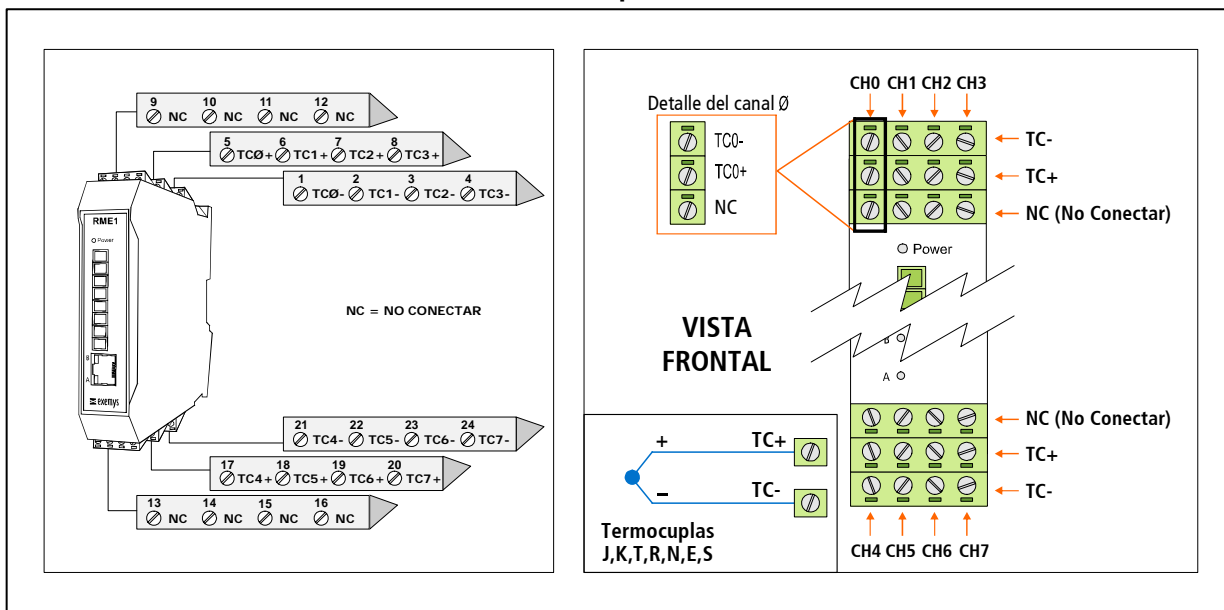 9 10 11 12
NC NC NC NC
5 6 7 8
TCØ+ TC1+ TC2+ TC3+
1 2 3 4
TCØ- TC1- TC2- TC3-
RME1
Power
B
A
exemys
NC = NO CONECTAR
21 22 23 24
TC4- TC5- TC6- TC7-
17 18 19 20
TC4+ TC5+ TC6+ TC7+
13 14 15 16
NC NC NC NC
CH0 CH1 CH2 CH3
Detalle del canal Ø
TC0-
TC0+
NC
TC-
TC+
NC (No Conectar)
Power
VISTA
FRONTAL
B
A
NC (No Conectar)
TC+
TC-
CH4 CH5 CH6 CH7
+ TC+
– TC-
Termocuplas
J,K,T,R,N,E,S